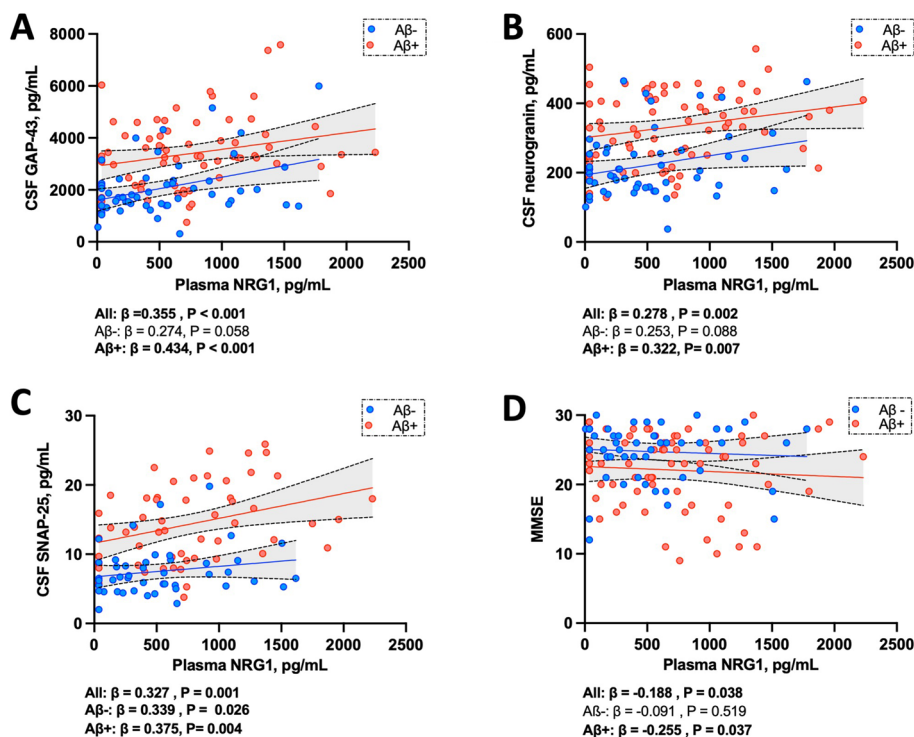 A
Aβ-
Aβ+
CSF GAP-43, pg/mL
8000
6000
4000
2000
0
0 500 1000 1500 2000 2500
Plasma NRG1, pg/mL
All: β =0.355 , P < 0.001
Aβ-: β = 0.274, P = 0.058
Aβ+: β = 0.434, P < 0.001
B
Aβ-
Aβ+
CSF neurogranin, pg/mL
600
400
200
0
0 500 1000 1500 2000 2500
Plasma NRG1, pg/mL
All: β = 0.278 , P = 0.002
Aβ-: β = 0.253, P = 0.088
Aβ+: β = 0.322, P= 0.007
C
Aβ-
Aβ+
CSF SNAP-25, pg/mL
30
20
10
0
0 500 1000 1500 2000 2500
Plasma NRG1, pg/mL
All: β = 0.327 , P = 0.001
Aβ-: β = 0.339 , P = 0.026
Aβ+: β = 0.375, P= 0.004
D
Aβ -
Aβ+
MMSE
30
20
10
0
0 500 1000 1500 2000 2500
Plasma NRG1, pg/mL
All: β = -0.188 , P = 0.038
Aß-: β = -0.091 , P = 0.519
Aβ+: β = -0.255, P = 0.037